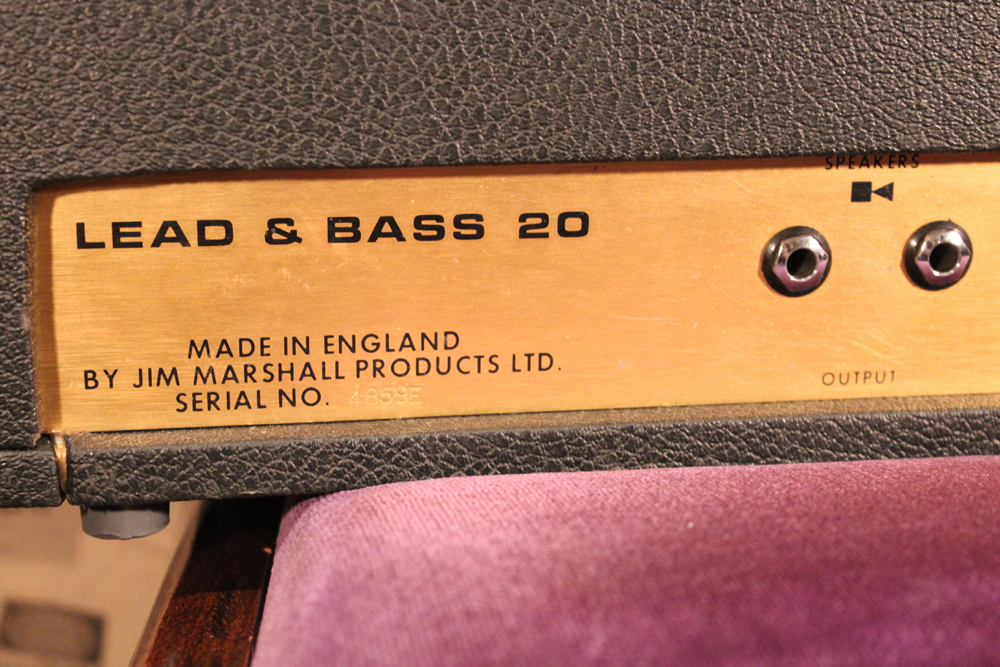 SPEAKERS
LEAD & BASS 20
MADE IN ENGLAND
BY JIM MARSHALL PRODUCTS LTD.
SERIAL NO. 4859E
OUTPUT